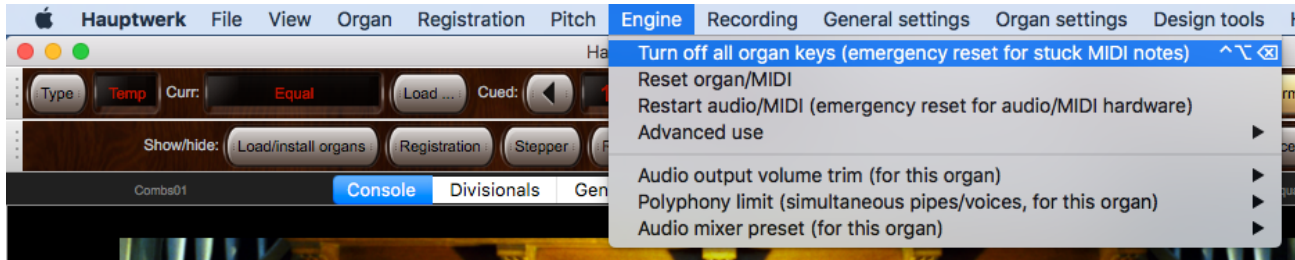 Hauptwerk File View Organ Registration Pitch Engine Recording General settings Organ settings Design tools
Turn off all organ keys (emergency reset for stuck MIDI notes) ^⌥⌫
Type Temp Curr: Equal Load ... Cued:
Reset organ/MIDI
Restart audio/MIDI (emergency reset for audio/MIDI hardware)
Show/hide: Load/install organs Registration Stepper
Advanced use
Combs01 Console Divisionals
Audio output volume trim (for this organ)
Polyphony limit (simultaneous pipes/voices, for this organ)
Audio mixer preset (for this organ)